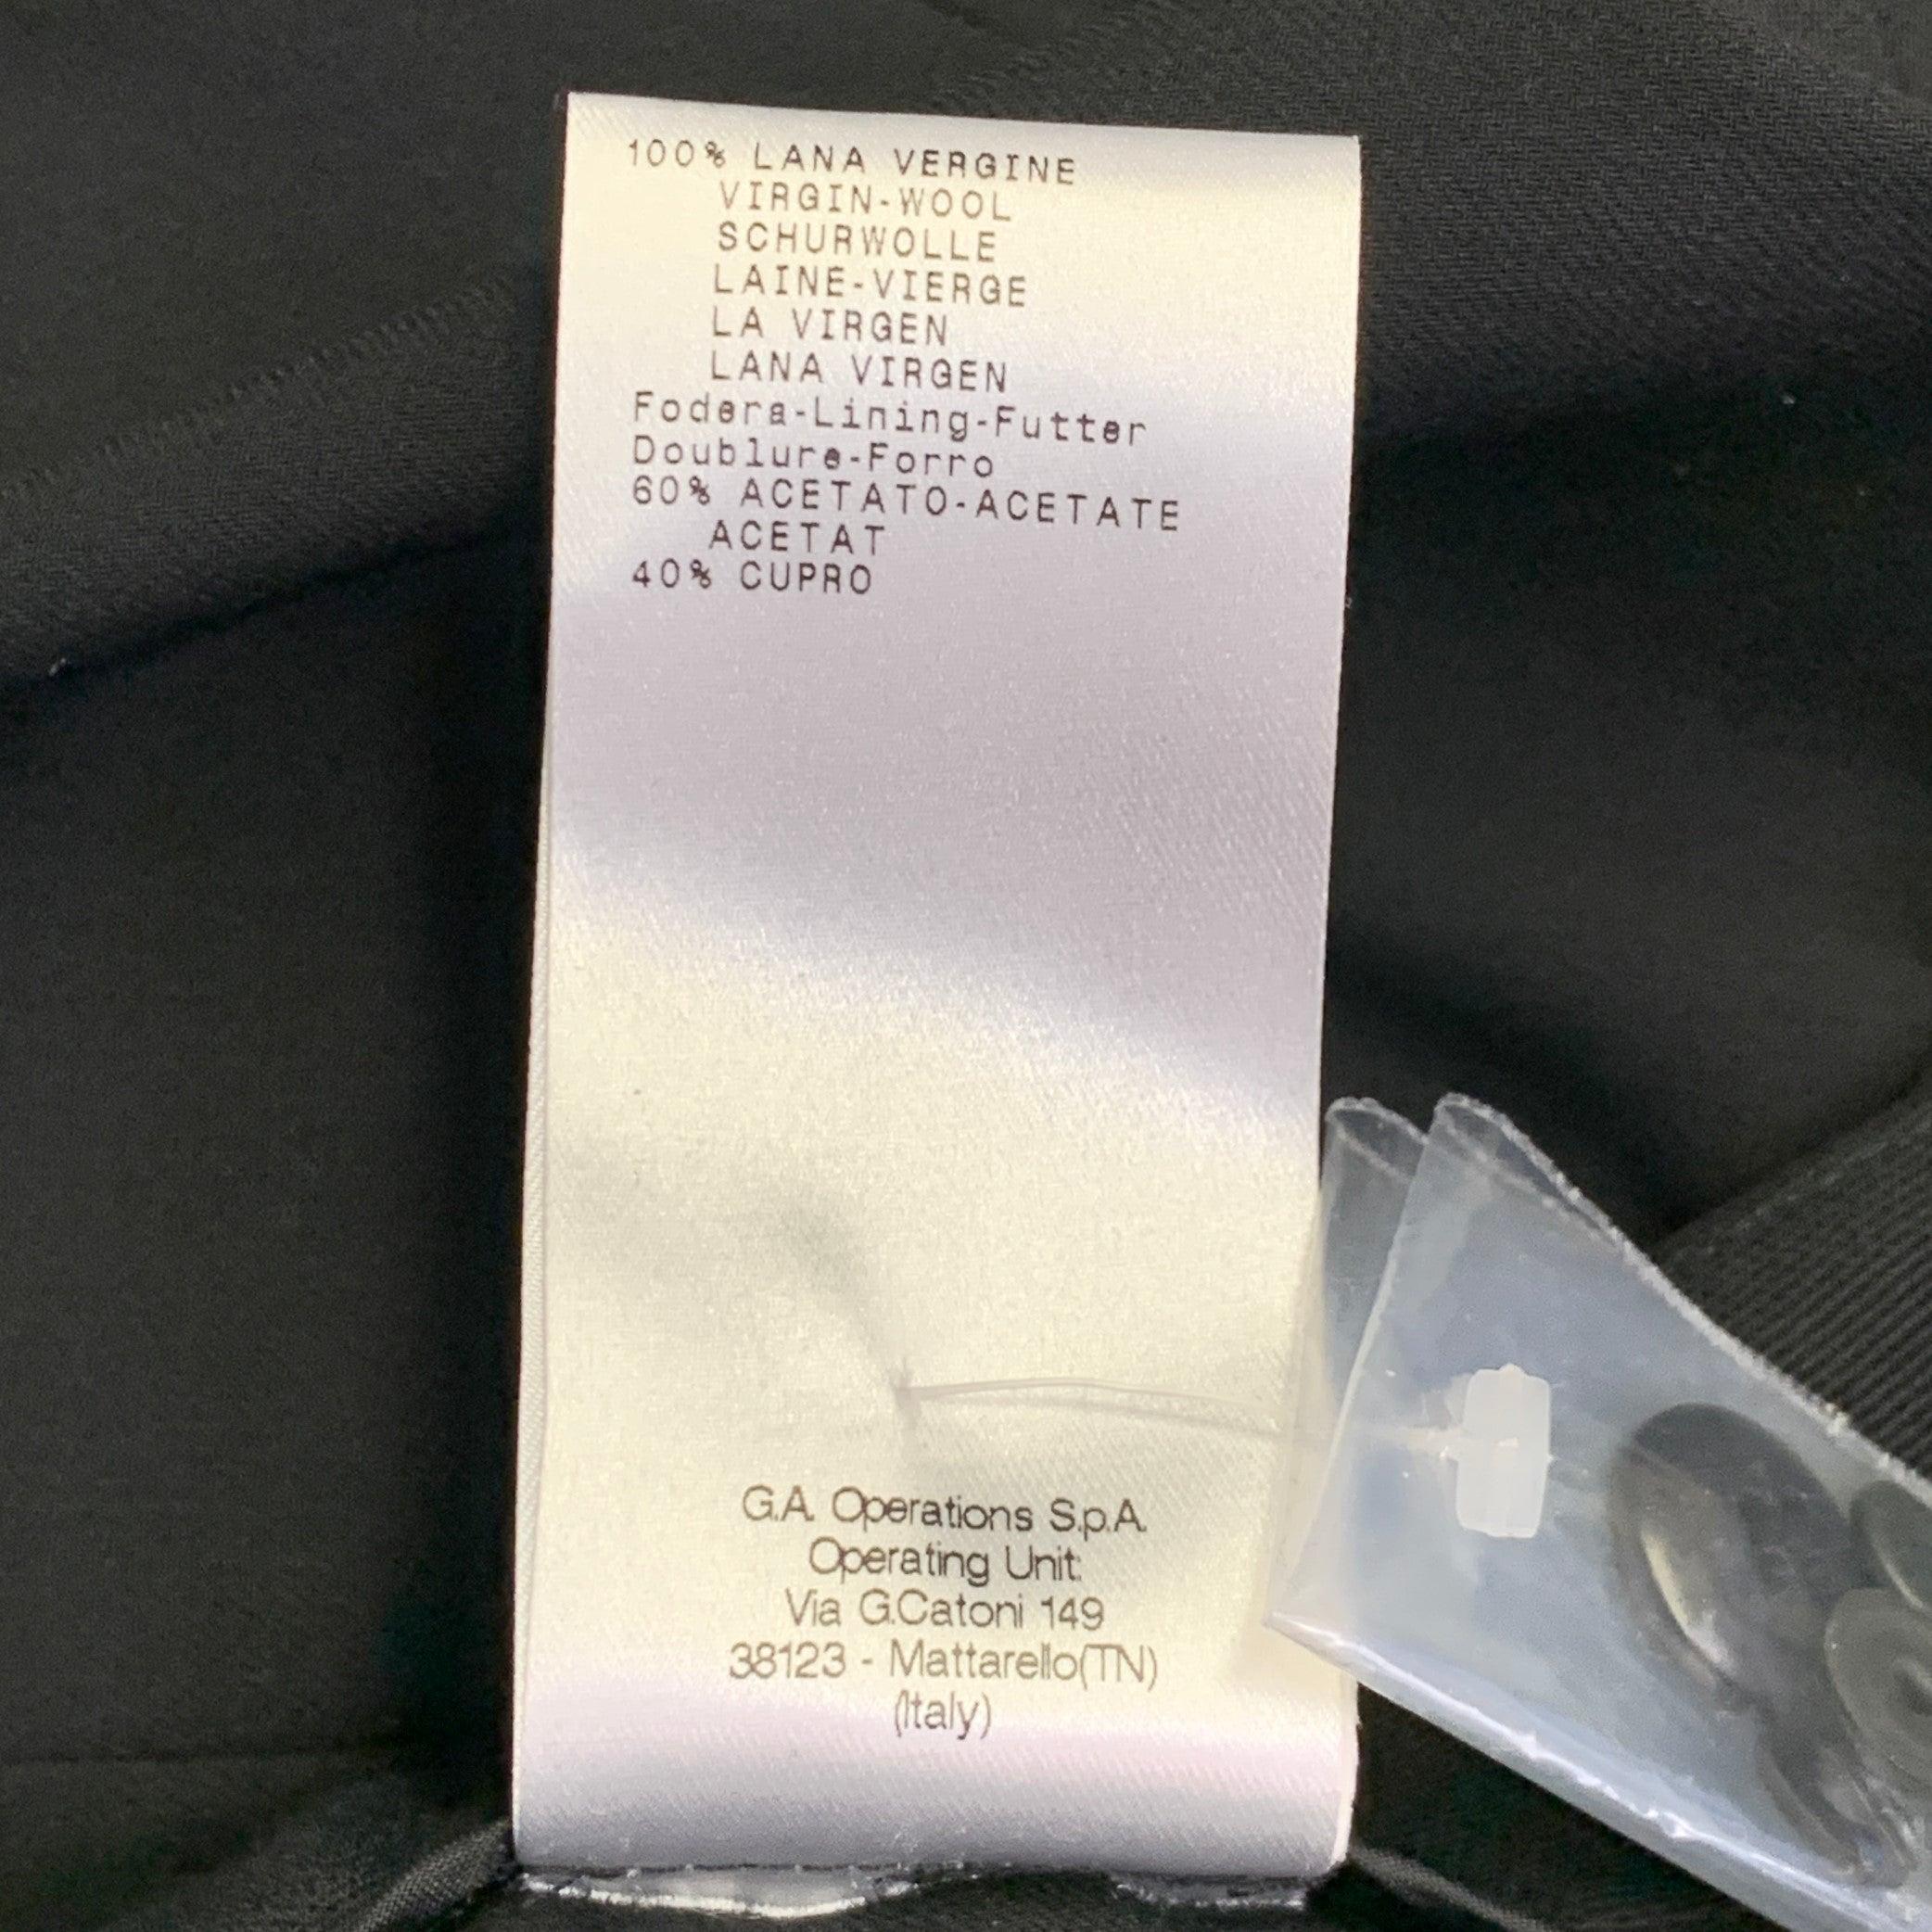 100% LANA VERGINE
VIRGIN-WOOL
SCHURWOLLE
LAINE-VIERGE
LA VIRGEN
LANA VIRGEN
Fodera-Lining-Futter
Doublure-Forro
60% ACETATO-ACETATE
ACETAT
40% CUPRO
G.A. Operations S.p.A.
Operating Unit:
Via G.Catoni 149
38123 - Mattarello(TN)
(Italy)